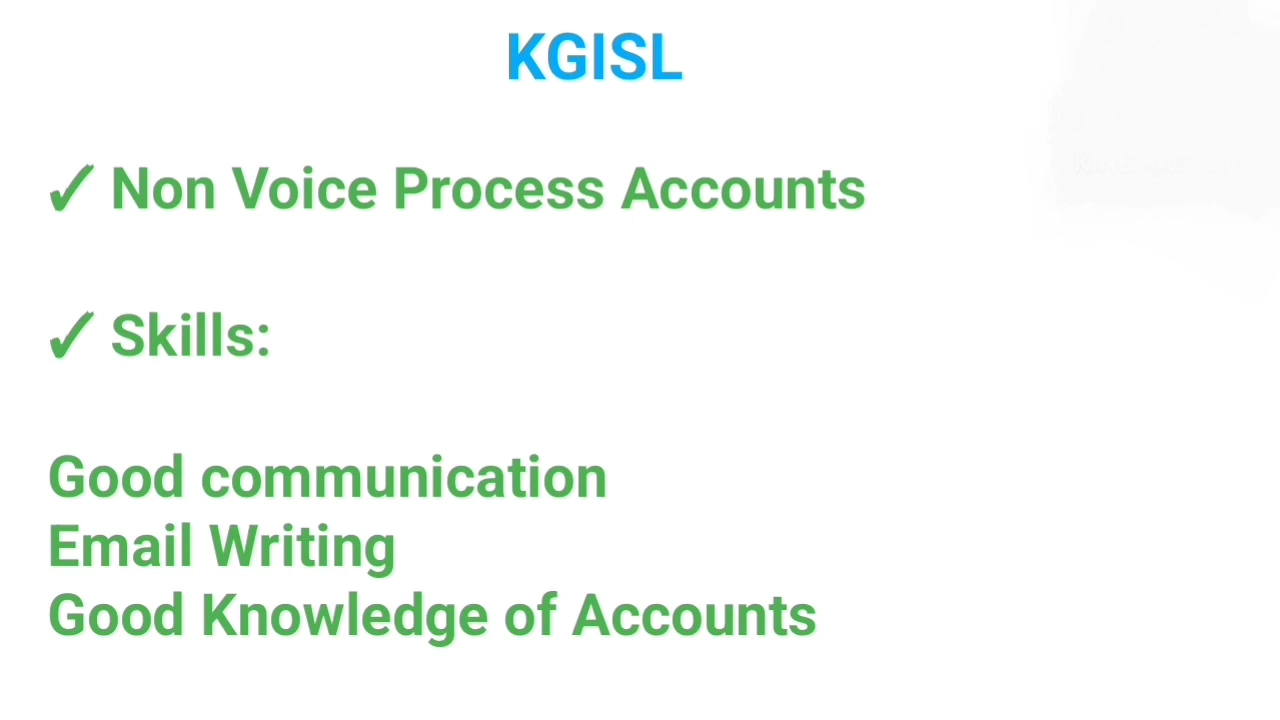 KGISL
✓ Non Voice Process Accounts
✓ Skills:
Good communication
Email Writing
Good Knowledge of Accounts